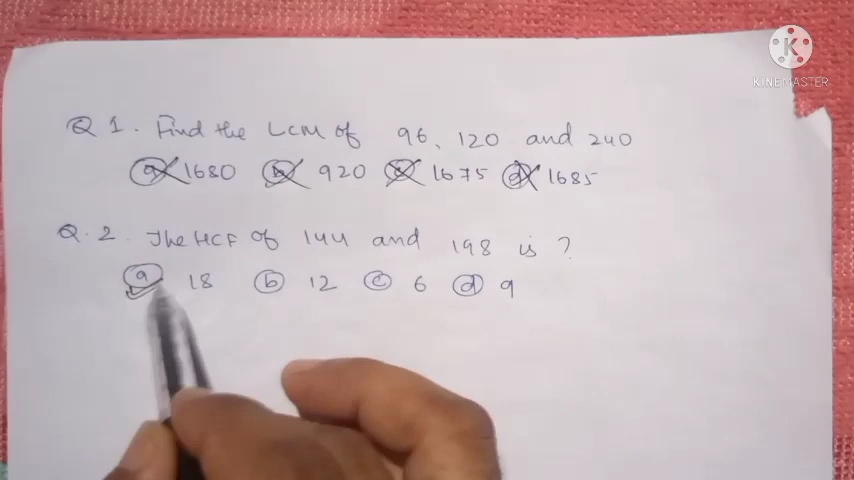 Q 1. Find the LCM of 96, 120 and 240
a 1680 b 920 c 1675 d 1685
Q. 2. The HCF of 144 and 198 is ?
a 18 b 12 c 6 d 9
K
KINEMASTER